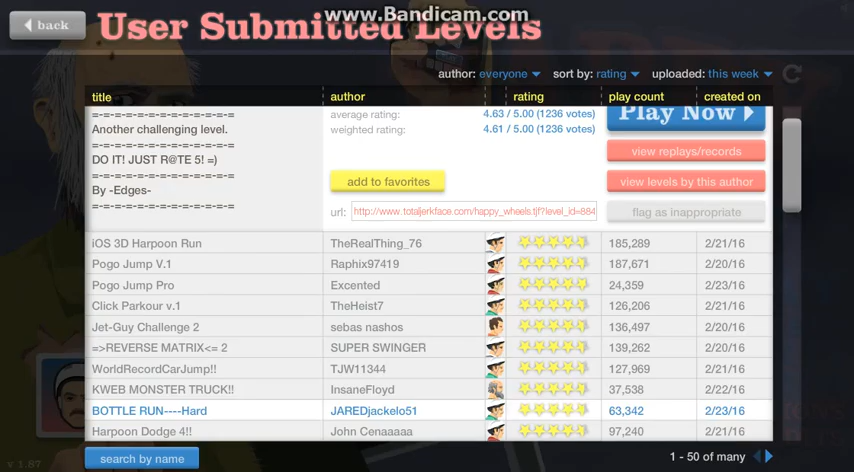 www.Bandicam.com
back
User Submitted Levels
author: everyone sort by: rating uploaded: this week
title author rating play count created on
=-=-=-=-=-=-=-=-=-=-=-=-=
Another challenging level.
=-=-=-=-=-=-=-=-=-=-=-=-=
DO IT! JUST R@TE 5! =)
=-=-=-=-=-=-=-=-=-=-=-=-=
By -Edges-
=-=-=-=-=-=-=-=-=-=-=-=-=
average rating: 4.63 / 5.00 (1236 votes)
weighted rating: 4.61 / 5.00 (1236 votes)
add to favorites
url: http://www.totaljerkface.com/happy_wheels.tjf?level_id=884
Play Now
view replays/records
view levels by this author
flag as inappropriate
iOS 3D Harpoon Run TheRealThing_76 185,289 2/21/16
Pogo Jump V.1 Raphix97419 187,671 2/20/16
Pogo Jump Pro Excented 24,359 2/23/16
Click Parkour v.1 TheHeist7 126,206 2/21/16
Jet-Guy Challenge 2 sebas nashos 136,497 2/20/16
=>REVERSE MATRIX<= 2 SUPER SWINGER 139,262 2/20/16
WorldRecordCarJump!! TJW11344 127,969 2/21/16
KWEB MONSTER TRUCK!! InsaneFloyd 37,538 2/22/16
BOTTLE RUN----Hard JAREDjackelo51 63,342 2/23/16
Harpoon Dodge 4!! John Cenaaaaa 97,240 2/21/16
search by name
1 - 50 of many
v 1.87